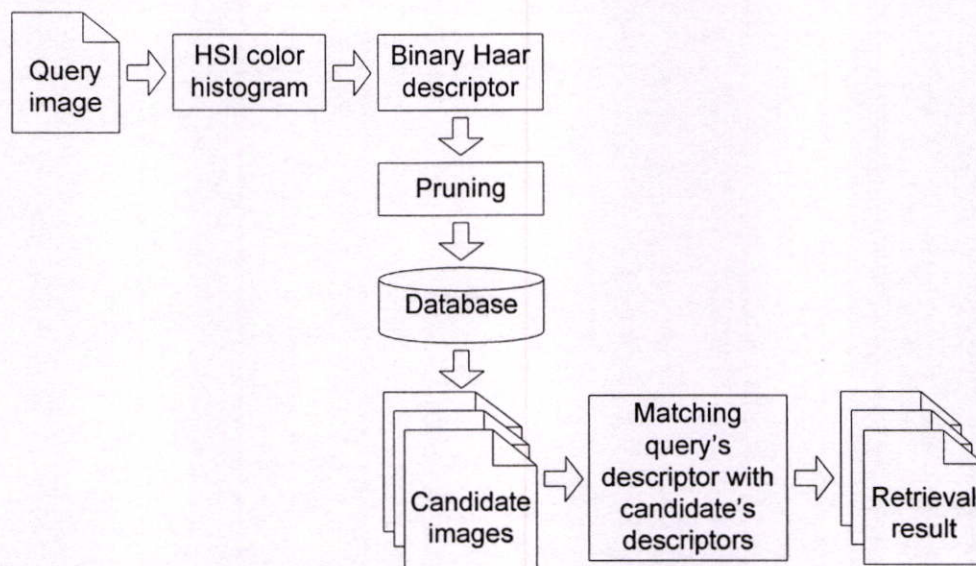 Query
image
HSI color
histogram
Binary Haar
descriptor
Pruning
Database
Candidate
images
Matching
query's
descriptor with
candidate's
descriptors
Retrieval
result